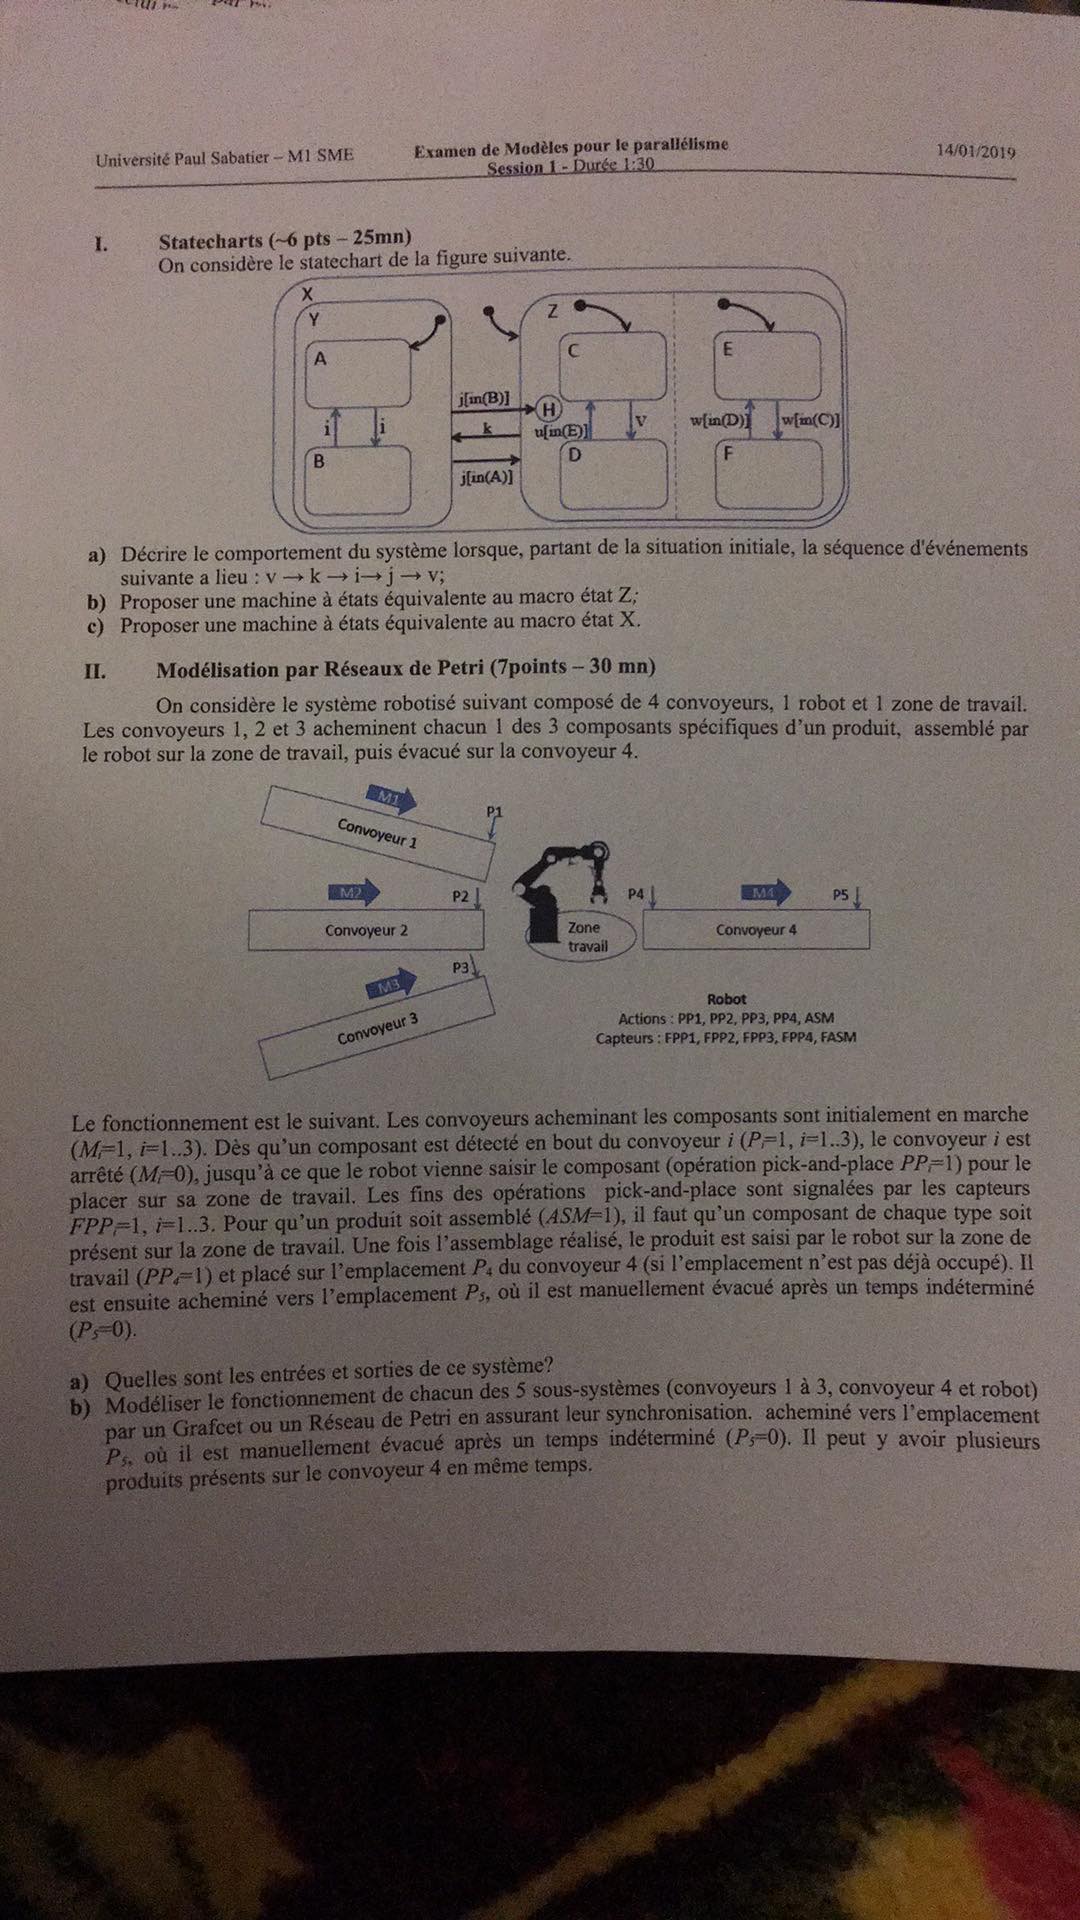 Université Paul Sabatier – M1 SME
Examen de Modèles pour le parallélisme
Session 1 - Durée 1:30
14/01/2019
I. Statecharts (~6 pts – 25mn)
On considère le statechart de la figure suivante.
X
Y
Z
A
C
E
j[in(B)]
H
i
i
k
u[in(E)]
v
w[in(D)]
w[in(C)]
B
D
F
j[in(A)]
a) Décrire le comportement du système lorsque, partant de la situation initiale, la séquence d'événements
suivante a lieu : v → k → i→ j → v;
b) Proposer une machine à états équivalente au macro état Z;
c) Proposer une machine à états équivalente au macro état X.
II. Modélisation par Réseaux de Petri (7points – 30 mn)
On considère le système robotisé suivant composé de 4 convoyeurs, 1 robot et 1 zone de travail.
Les convoyeurs 1, 2 et 3 acheminent chacun 1 des 3 composants spécifiques d’un produit, assemblé par
le robot sur la zone de travail, puis évacué sur la convoyeur 4.
M1
P1
Convoyeur 1
M2
P2
P4
M4
P5
Convoyeur 2
Zone
travail
Convoyeur 4
P3
M3
Convoyeur 3
Robot
Actions : PP1, PP2, PP3, PP4, ASM
Capteurs : FPP1, FPP2, FPP3, FPP4, FASM
Le fonctionnement est le suivant. Les convoyeurs acheminant les composants sont initialement en marche
(Mi=1, i=1..3). Dès qu’un composant est détecté en bout du convoyeur i (Pi=1, i=1..3), le convoyeur i est
arrêté (Mi=0), jusqu’à ce que le robot vienne saisir le composant (opération pick-and-place PPi=1) pour le
placer sur sa zone de travail. Les fins des opérations pick-and-place sont signalées par les capteurs
FPPi=1, i=1..3. Pour qu’un produit soit assemblé (ASM=1), il faut qu’un composant de chaque type soit
présent sur la zone de travail. Une fois l’assemblage réalisé, le produit est saisi par le robot sur la zone de
travail (PP4=1) et placé sur l’emplacement P4 du convoyeur 4 (si l’emplacement n’est pas déjà occupé). Il
est ensuite acheminé vers l’emplacement P5, où il est manuellement évacué après un temps indéterminé
(P5=0).
a) Quelles sont les entrées et sorties de ce système?
b) Modéliser le fonctionnement de chacun des 5 sous-systèmes (convoyeurs 1 à 3, convoyeur 4 et robot)
par un Grafcet ou un Réseau de Petri en assurant leur synchronisation. acheminé vers l’emplacement
P5, où il est manuellement évacué après un temps indéterminé (P5=0). Il peut y avoir plusieurs
produits présents sur le convoyeur 4 en même temps.